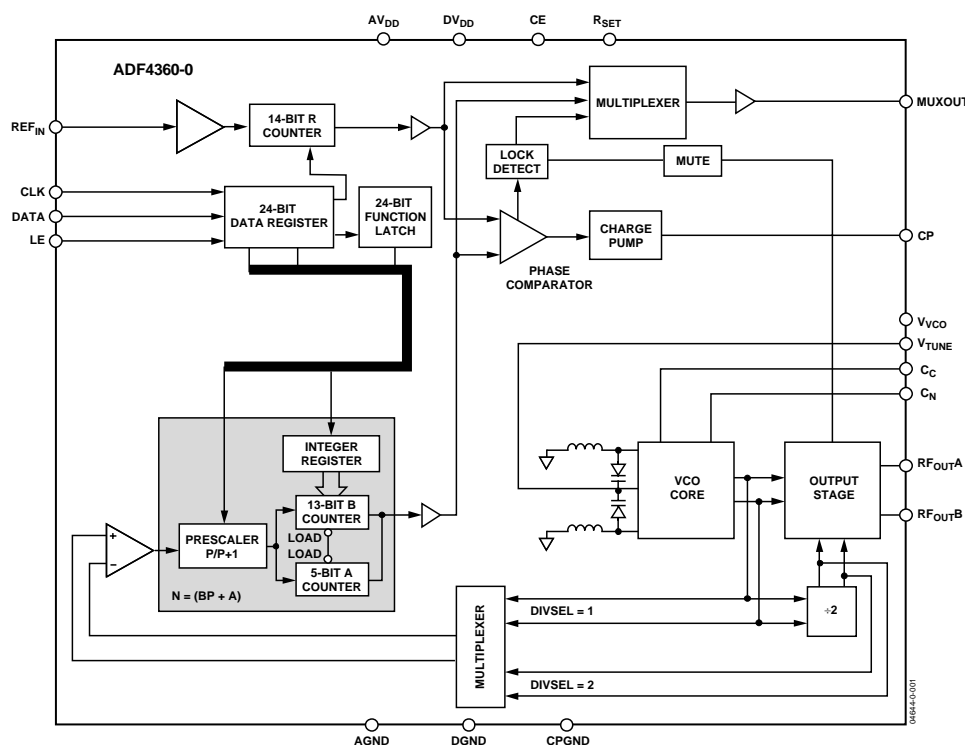 AVDD
DVDD
CE
RSET
ADF4360-0
MULTIPLEXER
MUXOUT
REFIN
14-BIT R
COUNTER
LOCK
DETECT
MUTE
CLK
DATA
LE
24-BIT
DATA REGISTER
24-BIT
FUNCTION
LATCH
CHARGE
PUMP
CP
PHASE
COMPARATOR
VVCO
VTUNE
CC
CN
INTEGER
REGISTER
13-BIT B
COUNTER
LOAD
LOAD
5-BIT A
COUNTER
PRESCALER
P/P+1
+
−
N = (BP + A)
VCO
CORE
OUTPUT
STAGE
RFOUTA
RFOUTB
MULTIPLEXER
DIVSEL = 1
÷2
DIVSEL = 2
04644-0-001
AGND
DGND
CPGND